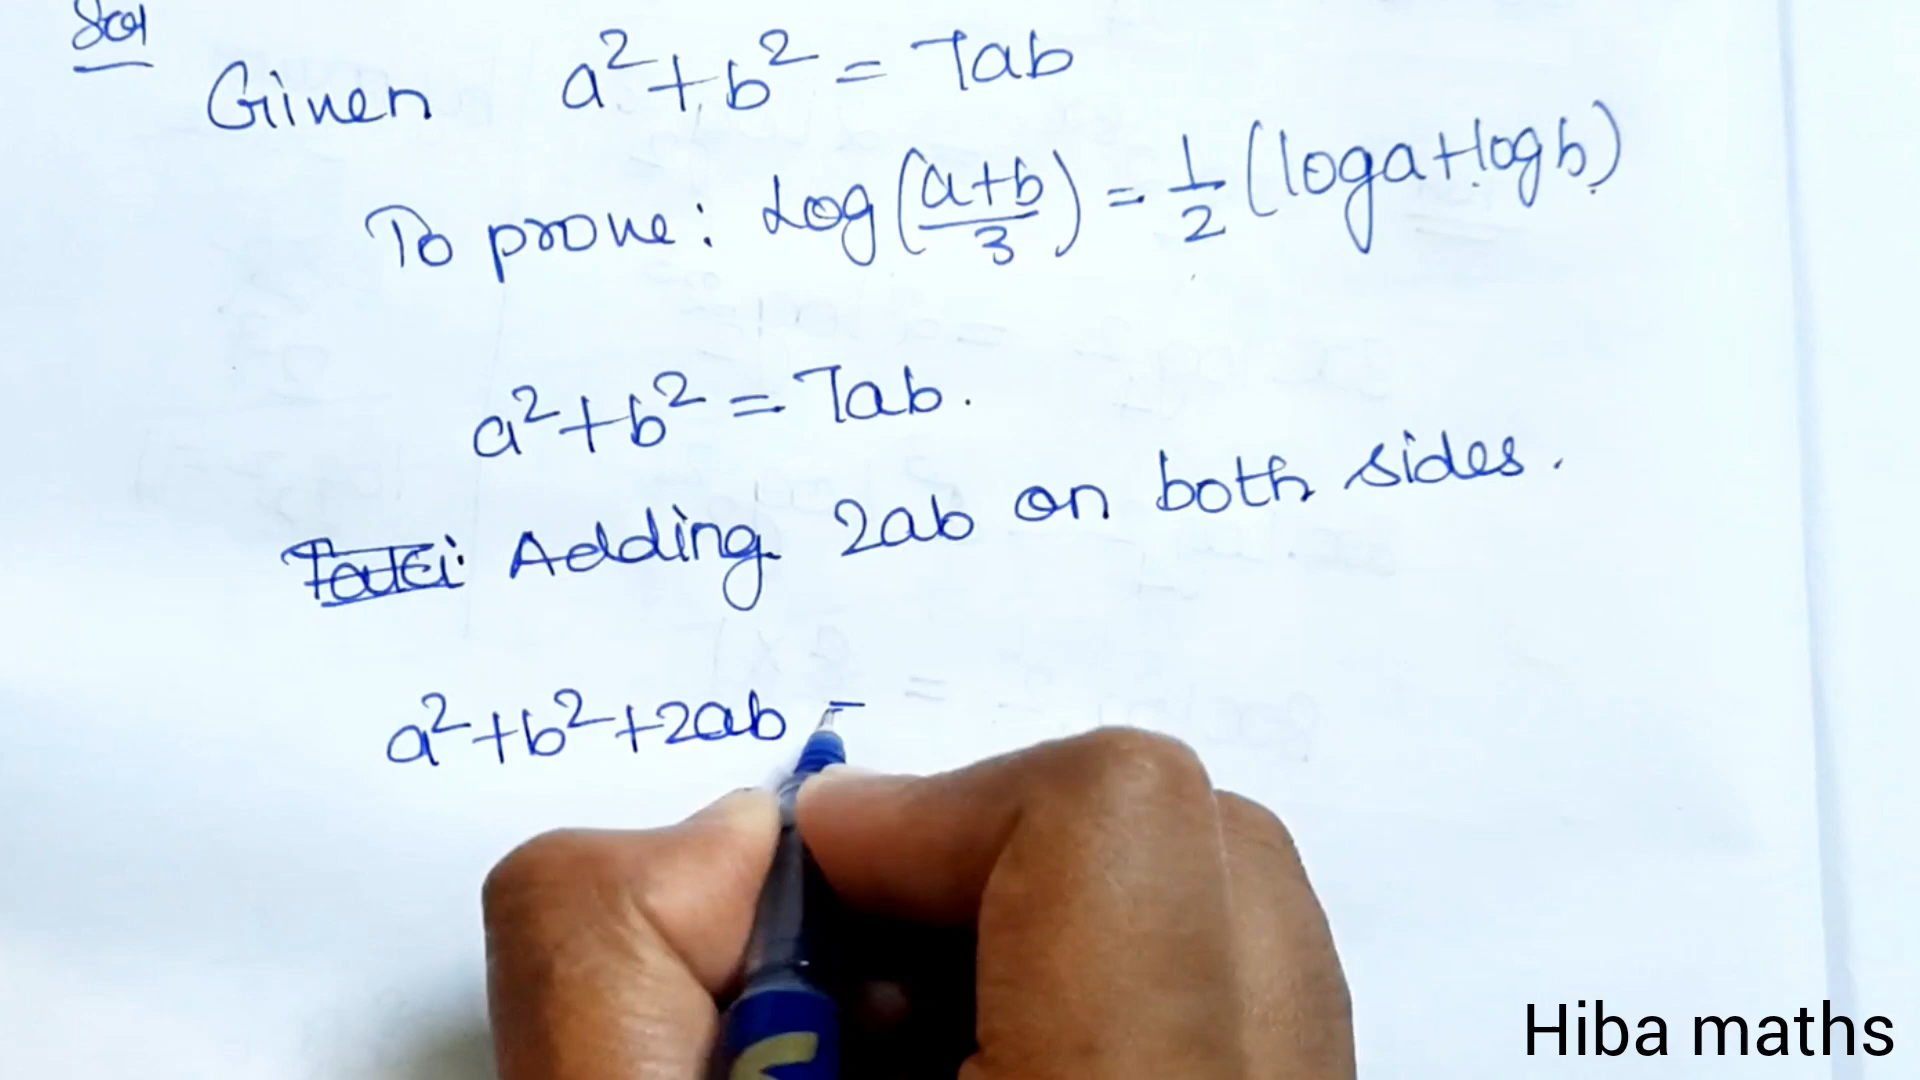 Sol
Given a²+b² = 7ab
To prove: Log(a+b/3) = 1/2 (loga+logb)
a²+b² = 7ab.
Adding 2ab on both sides.
a²+b²+2ab =
Hiba maths